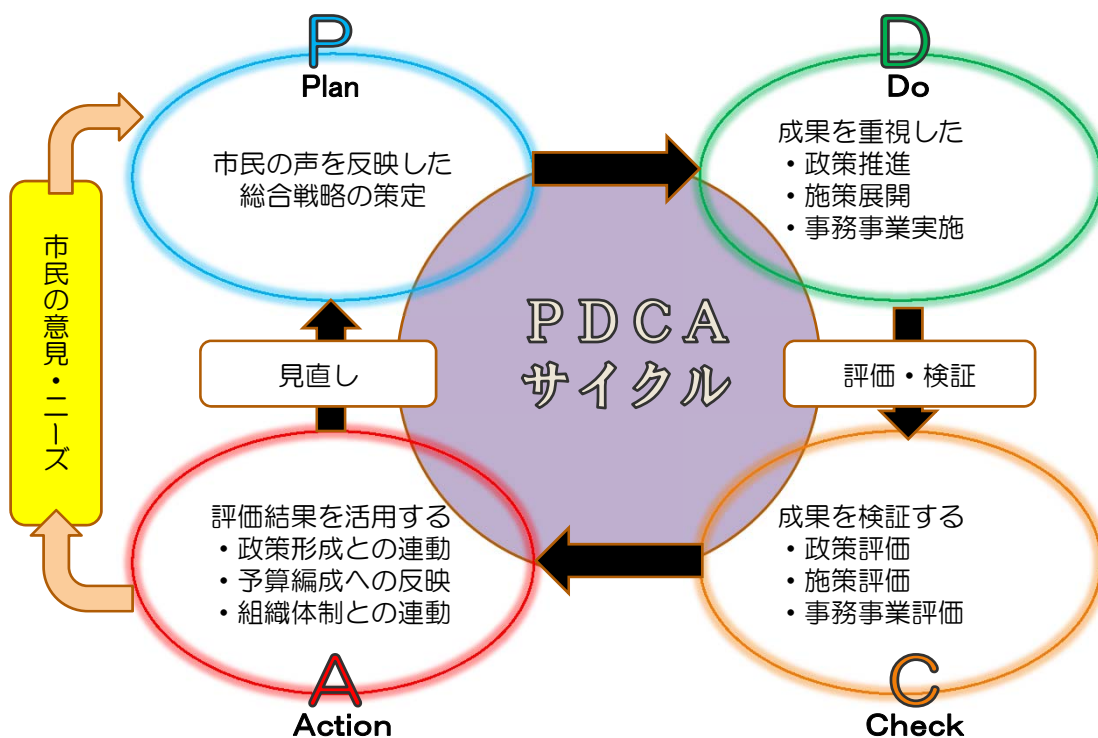 P
Plan
市民の声を反映した
総合戦略の策定
D
Do
成果を重視した
・政策推進
・施策展開
・事務事業実施
市民の意見・ニーズ
PDCA
サイクル
見直し
評価・検証
評価結果を活用する
・政策形成との連動
・予算編成への反映
・組織体制との連動
A
Action
成果を検証する
・政策評価
・施策評価
・事務事業評価
C
Check